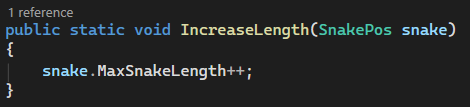 1 reference
public static void IncreaseLength(SnakePos snake)
{
    snake.MaxSnakeLength++;
}